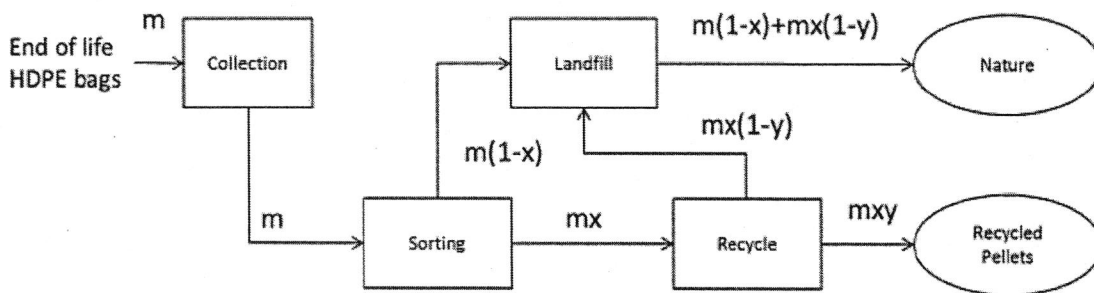 m
End of life
HDPE bags
Collection
Landfill
m(1-x)+mx(1-y)
Nature
m(1-x)
mx(1-y)
m
Sorting
mx
Recycle
mxy
Recycled
Pellets